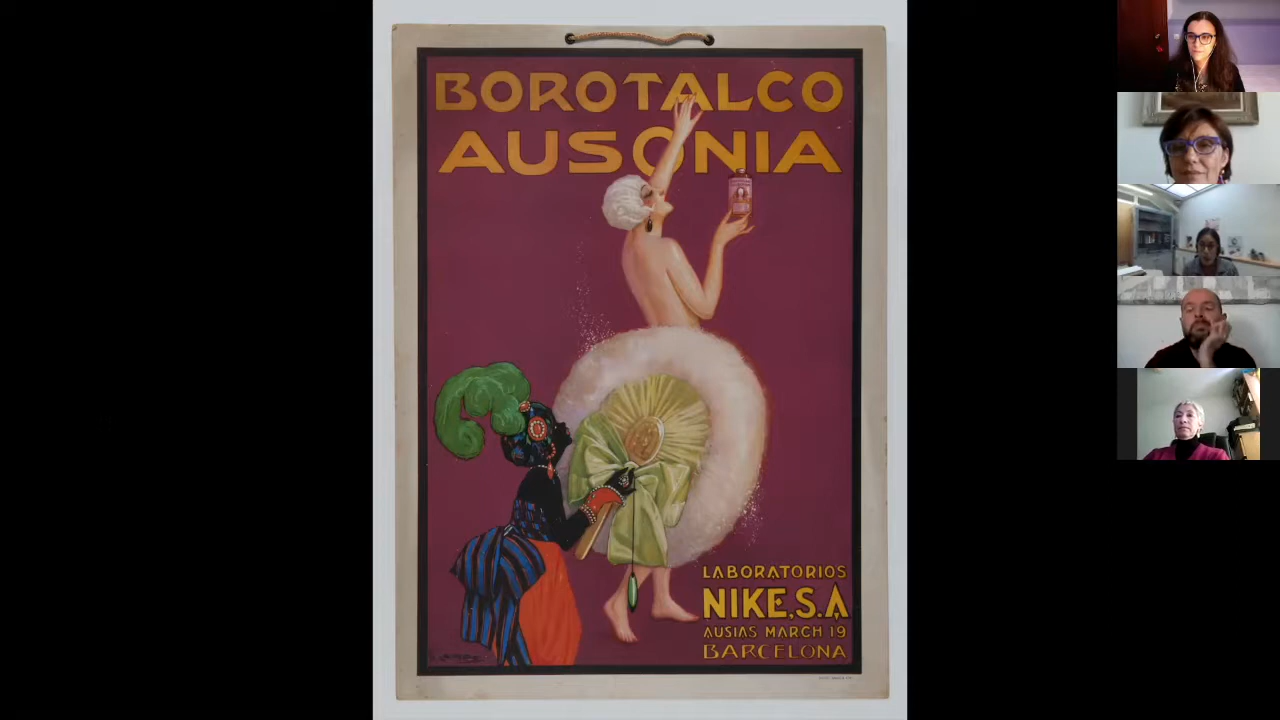 BOROTALCO
AUSONIA
LABORATORIOS
NIKE, S.A
AUSIAS MARCH 19
BARCELONA